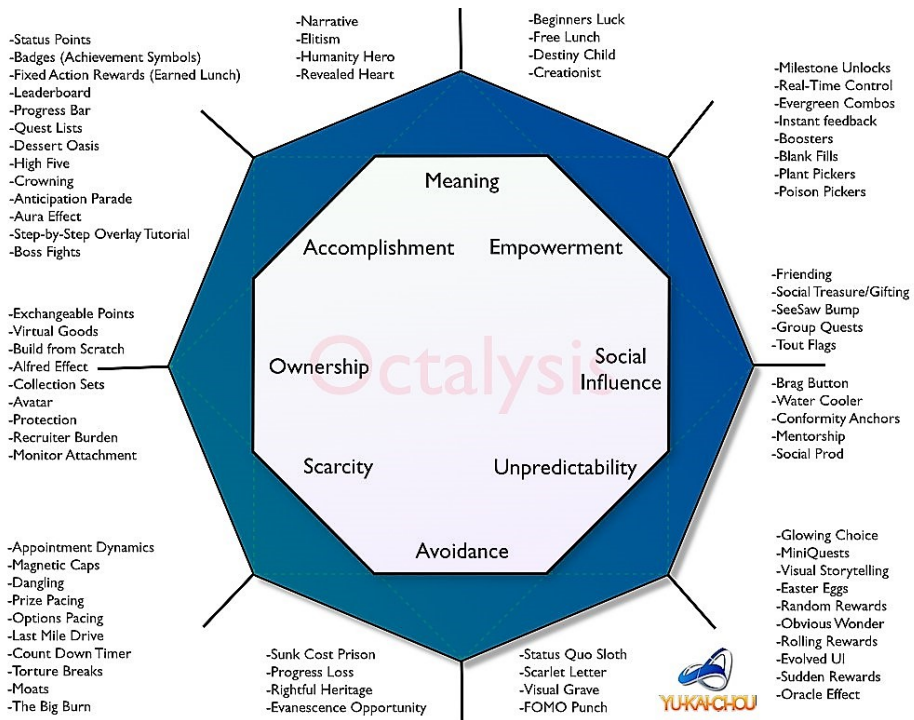 -Narrative
-Elitism
-Humanity Hero
-Revealed Heart
-Beginners Luck
-Free Lunch
-Destiny Child
-Creationist
-Status Points
-Badges (Achievement Symbols)
-Fixed Action Rewards (Earned Lunch)
-Leaderboard
-Progress Bar
-Quest Lists
-Dessert Oasis
-High Five
-Crowning
-Anticipation Parade
-Aura Effect
-Step-by-Step Overlay Tutorial
-Boss Fights
-Milestone Unlocks
-Real-Time Control
-Evergreen Combos
-Instant feedback
-Boosters
-Blank Fills
-Plant Pickers
-Poison Pickers
Meaning
Accomplishment
Empowerment
Ownership
Octalysis
Social
Influence
Scarcity
Unpredictability
Avoidance
-Exchangeable Points
-Virtual Goods
-Build from Scratch
-Alfred Effect
-Collection Sets
-Avatar
-Protection
-Recruiter Burden
-Monitor Attachment
-Friending
-Social Treasure/Gifting
-SeeSaw Bump
-Group Quests
-Tout Flags
-Brag Button
-Water Cooler
-Conformity Anchors
-Mentorship
-Social Prod
-Appointment Dynamics
-Magnetic Caps
-Dangling
-Prize Pacing
-Options Pacing
-Last Mile Drive
-Count Down Timer
-Torture Breaks
-Moats
-The Big Burn
-Sunk Cost Prison
-Progress Loss
-Rightful Heritage
-Evanescence Opportunity
-Status Quo Sloth
-Scarlet Letter
-Visual Grave
-FOMO Punch
-Glowing Choice
-MiniQuests
-Visual Storytelling
-Easter Eggs
-Random Rewards
-Obvious Wonder
-Rolling Rewards
-Evolved UI
-Sudden Rewards
-Oracle Effect
YU-KAI-CHOU